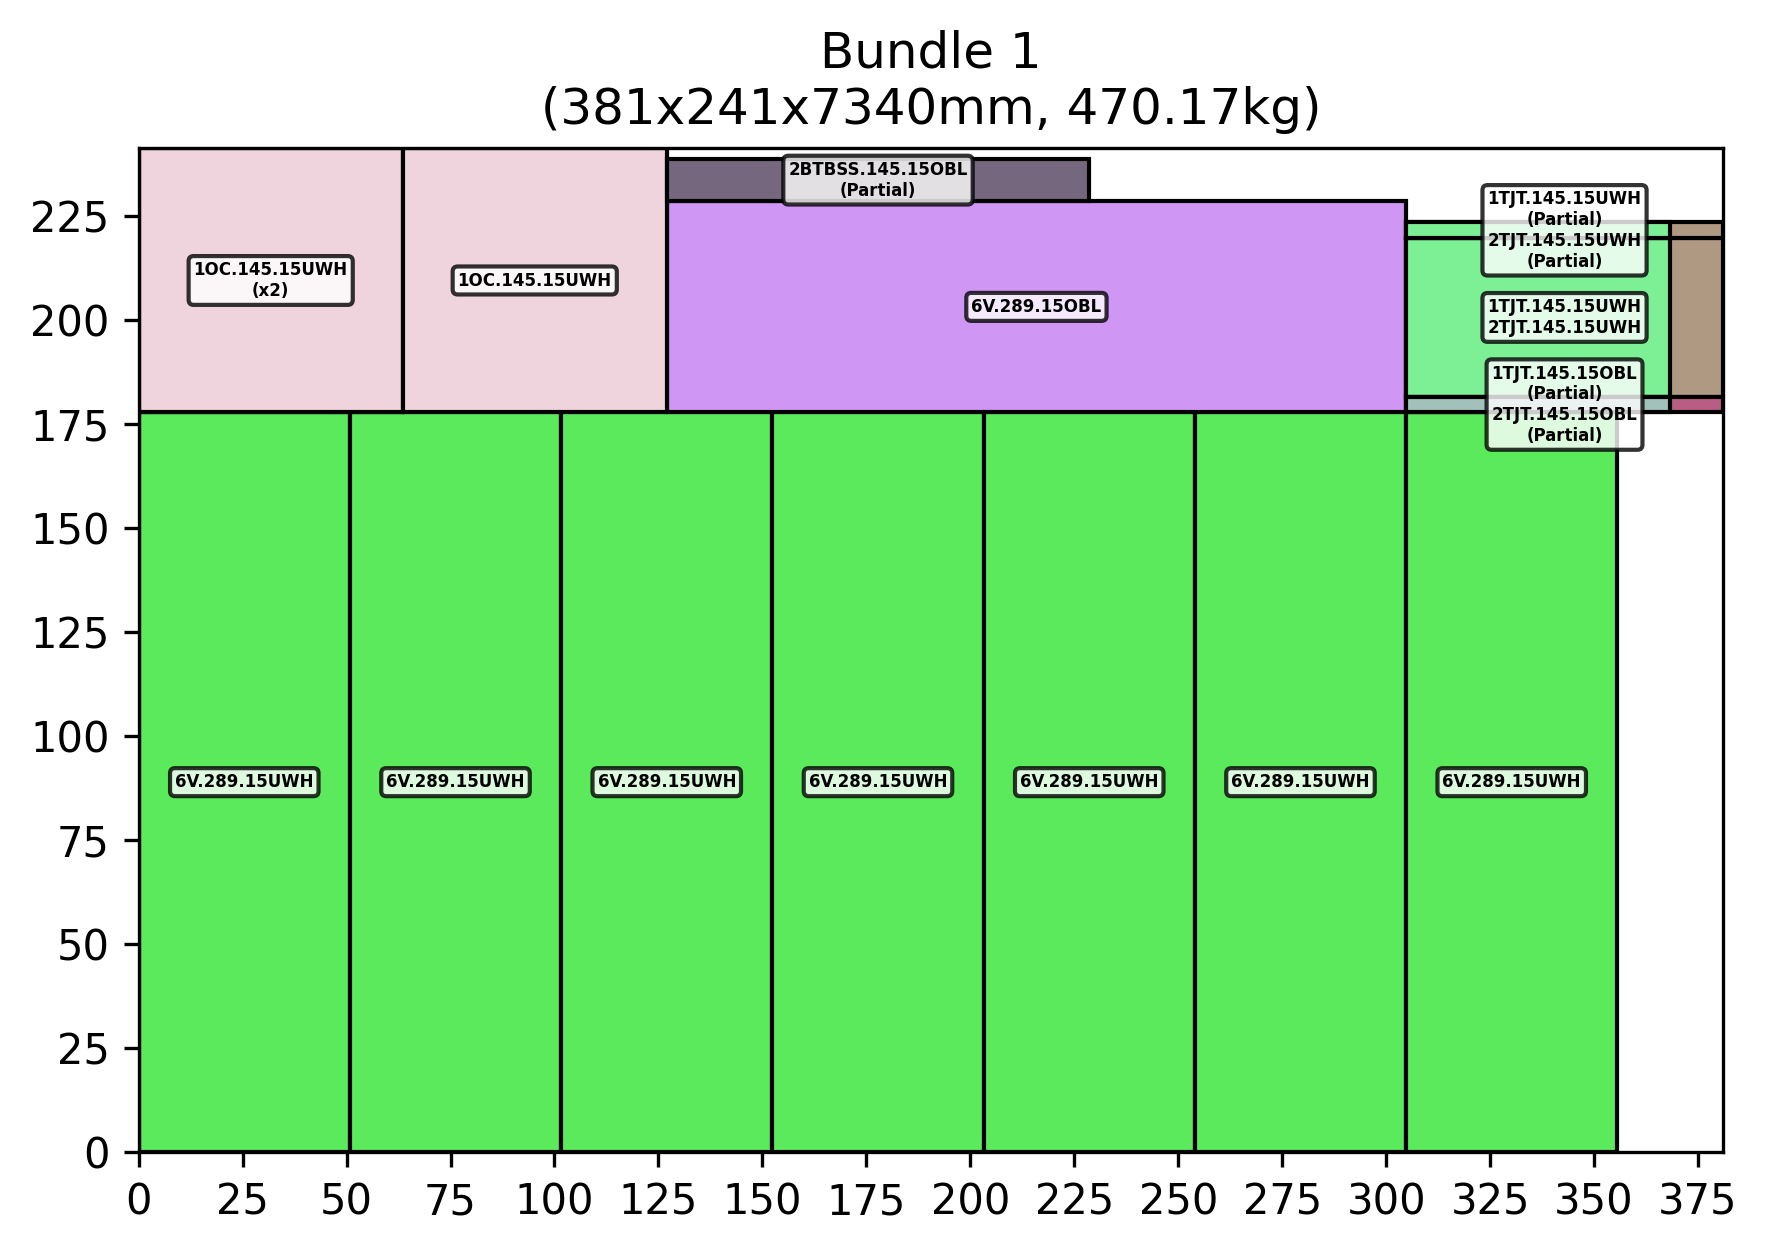 Bundle 1
(381x241x7340mm, 470.17kg)
2BTBSS.145.15OBL
(Partial)
1TJT.145.15UWH
(Partial)
2TJT.145.15UWH
(Partial)
1OC.145.15UWH
(x2)
1OC.145.15UWH
6V.289.15OBL
1TJT.145.15UWH
2TJT.145.15UWH
1TJT.145.15OBL
(Partial)
2TJT.145.15OBL
(Partial)
6V.289.15UWH
6V.289.15UWH
6V.289.15UWH
6V.289.15UWH
6V.289.15UWH
6V.289.15UWH
6V.289.15UWH
225
200
175
150
125
100
75
50
25
0
0 25 50 75 100 125 150 175 200 225 250 275 300 325 350 375